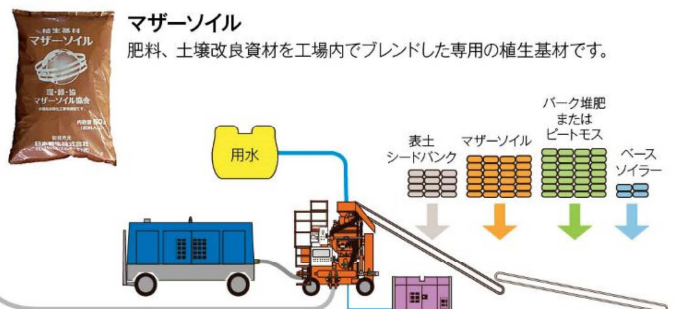 マザーソイル
肥料、土壌改良資材を工場内でブレンドした専用の植生基材です。
植生基材
マザーソイル
環・緑・協
マザーソイル協会
用水
表土
シードバンク
マザーソイル
バーク堆肥
または
ピートモス
ベース
ソイラー